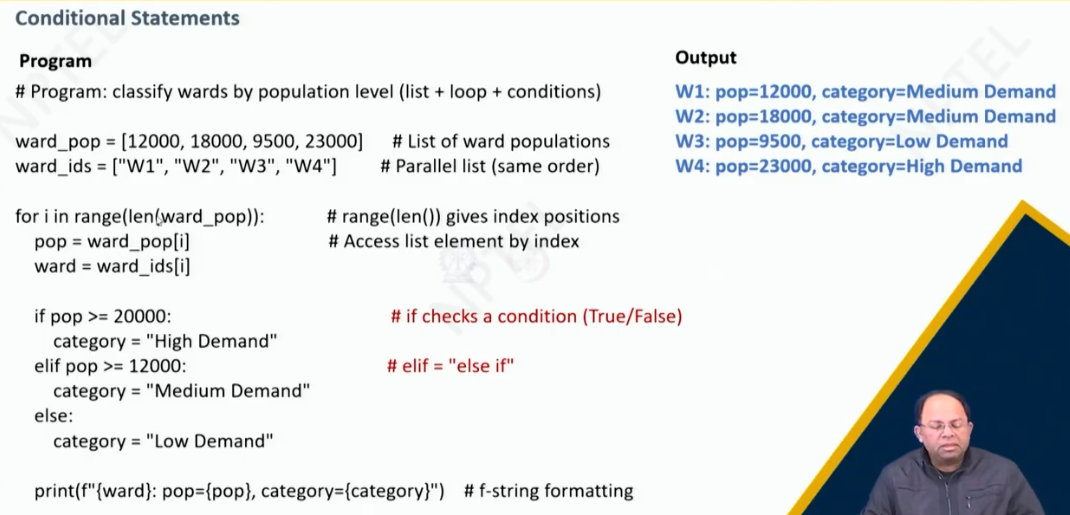 Conditional Statements
Program
# Program: classify wards by population level (list + loop + conditions)
ward_pop = [12000, 18000, 9500, 23000] # List of ward populations
ward_ids = ["W1", "W2", "W3", "W4"] # Parallel list (same order)
for i in range(len(ward_pop)): # range(len()) gives index positions
pop = ward_pop[i] # Access list element by index
ward = ward_ids[i]
if pop >= 20000: # if checks a condition (True/False)
category = "High Demand"
elif pop >= 12000: # elif = "else if"
category = "Medium Demand"
else:
category = "Low Demand"
print(f"{ward}: pop={pop}, category={category}") # f-string formatting
Output
W1: pop=12000, category=Medium Demand
W2: pop=18000, category=Medium Demand
W3: pop=9500, category=Low Demand
W4: pop=23000, category=High Demand
NPTEL
NPTEL
NPTEL